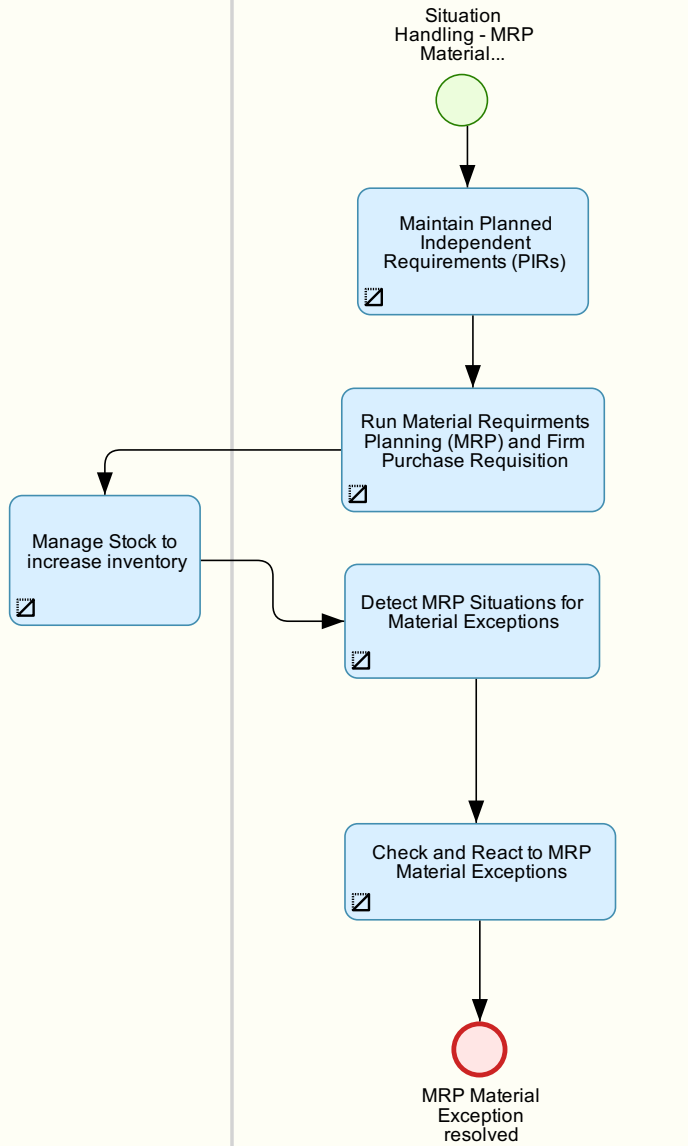 Situation
Handling - MRP
Material...
Maintain Planned
Independent
Requirements (PIRs)
Run Material Requirments
Planning (MRP) and Firm
Purchase Requisition
Manage Stock to
increase inventory
Detect MRP Situations for
Material Exceptions
Check and React to MRP
Material Exceptions
MRP Material
Exception
resolved